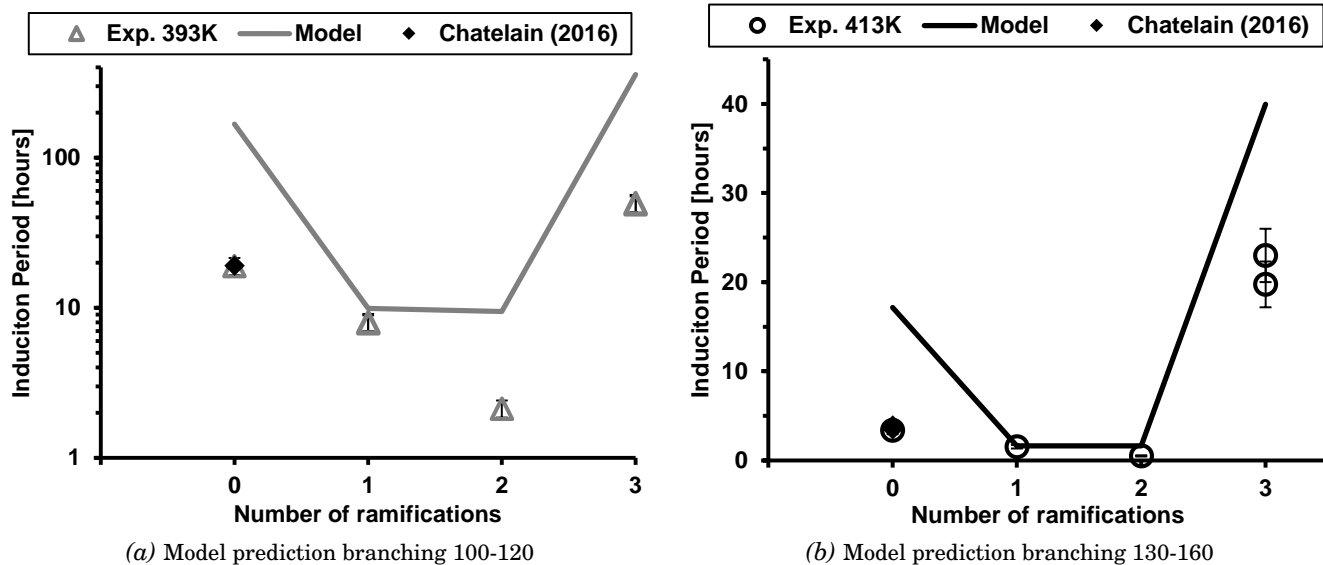 Exp. 393K Model Chatelain (2016)
Induciton Period [hours]
100
10
1
0 1 2 3
Number of ramifications
(a) Model prediction branching 100-120
Exp. 413K Model Chatelain (2016)
Induciton Period [hours]
40
30
20
10
0
0 1 2 3
Number of ramifications
(b) Model prediction branching 130-160